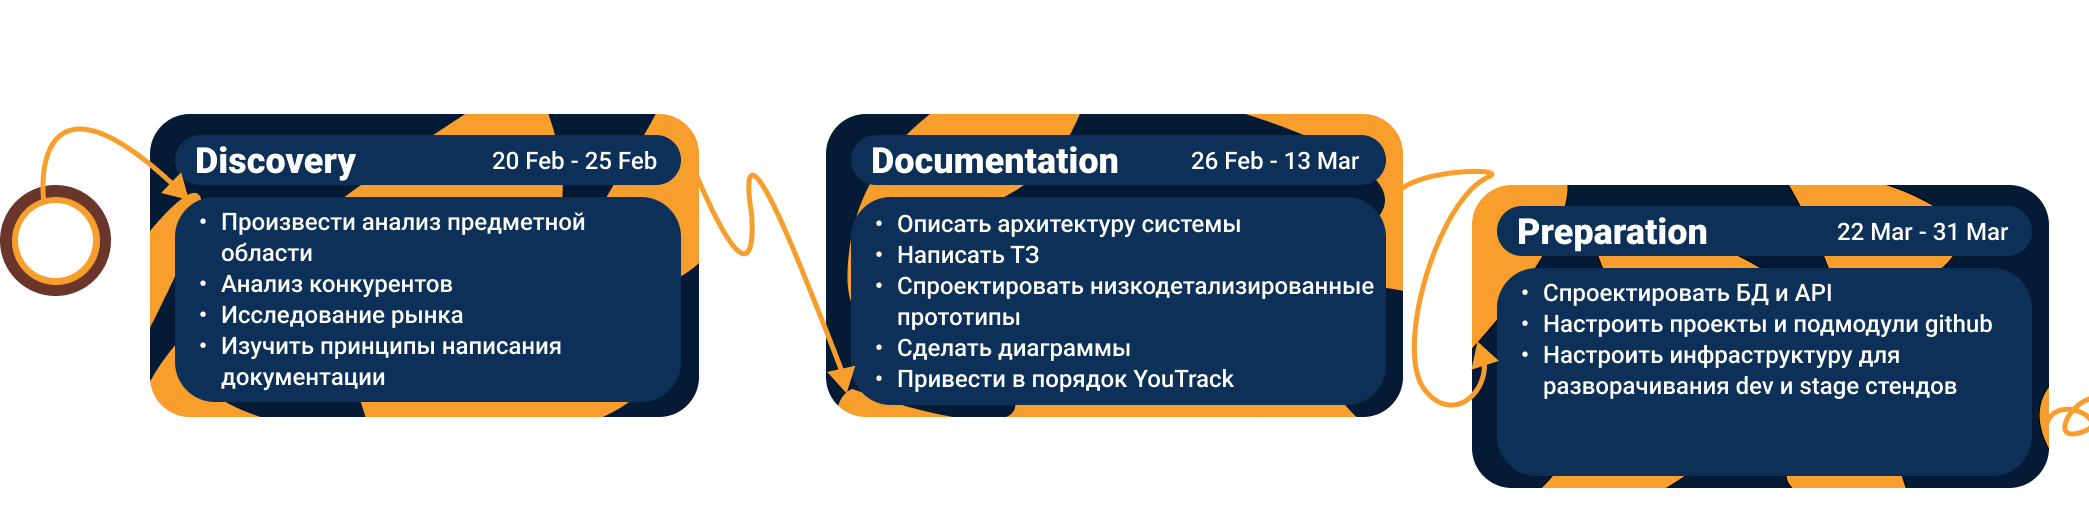 Discovery 20 Feb - 25 Feb
• Произвести анализ предметной
области
• Анализ конкурентов
• Исследование рынка
• Изучить принципы написания
документации
Documentation 26 Feb - 13 Mar
• Описать архитектуру системы
• Написать ТЗ
• Спроектировать низкодетализированные
прототипы
• Сделать диаграммы
• Привести в порядок YouTrack
Preparation 22 Mar - 31 Mar
• Спроектировать БД и API
• Настроить проекты и подмодули github
• Настроить инфраструктуру для
разворачивания dev и stage стендов